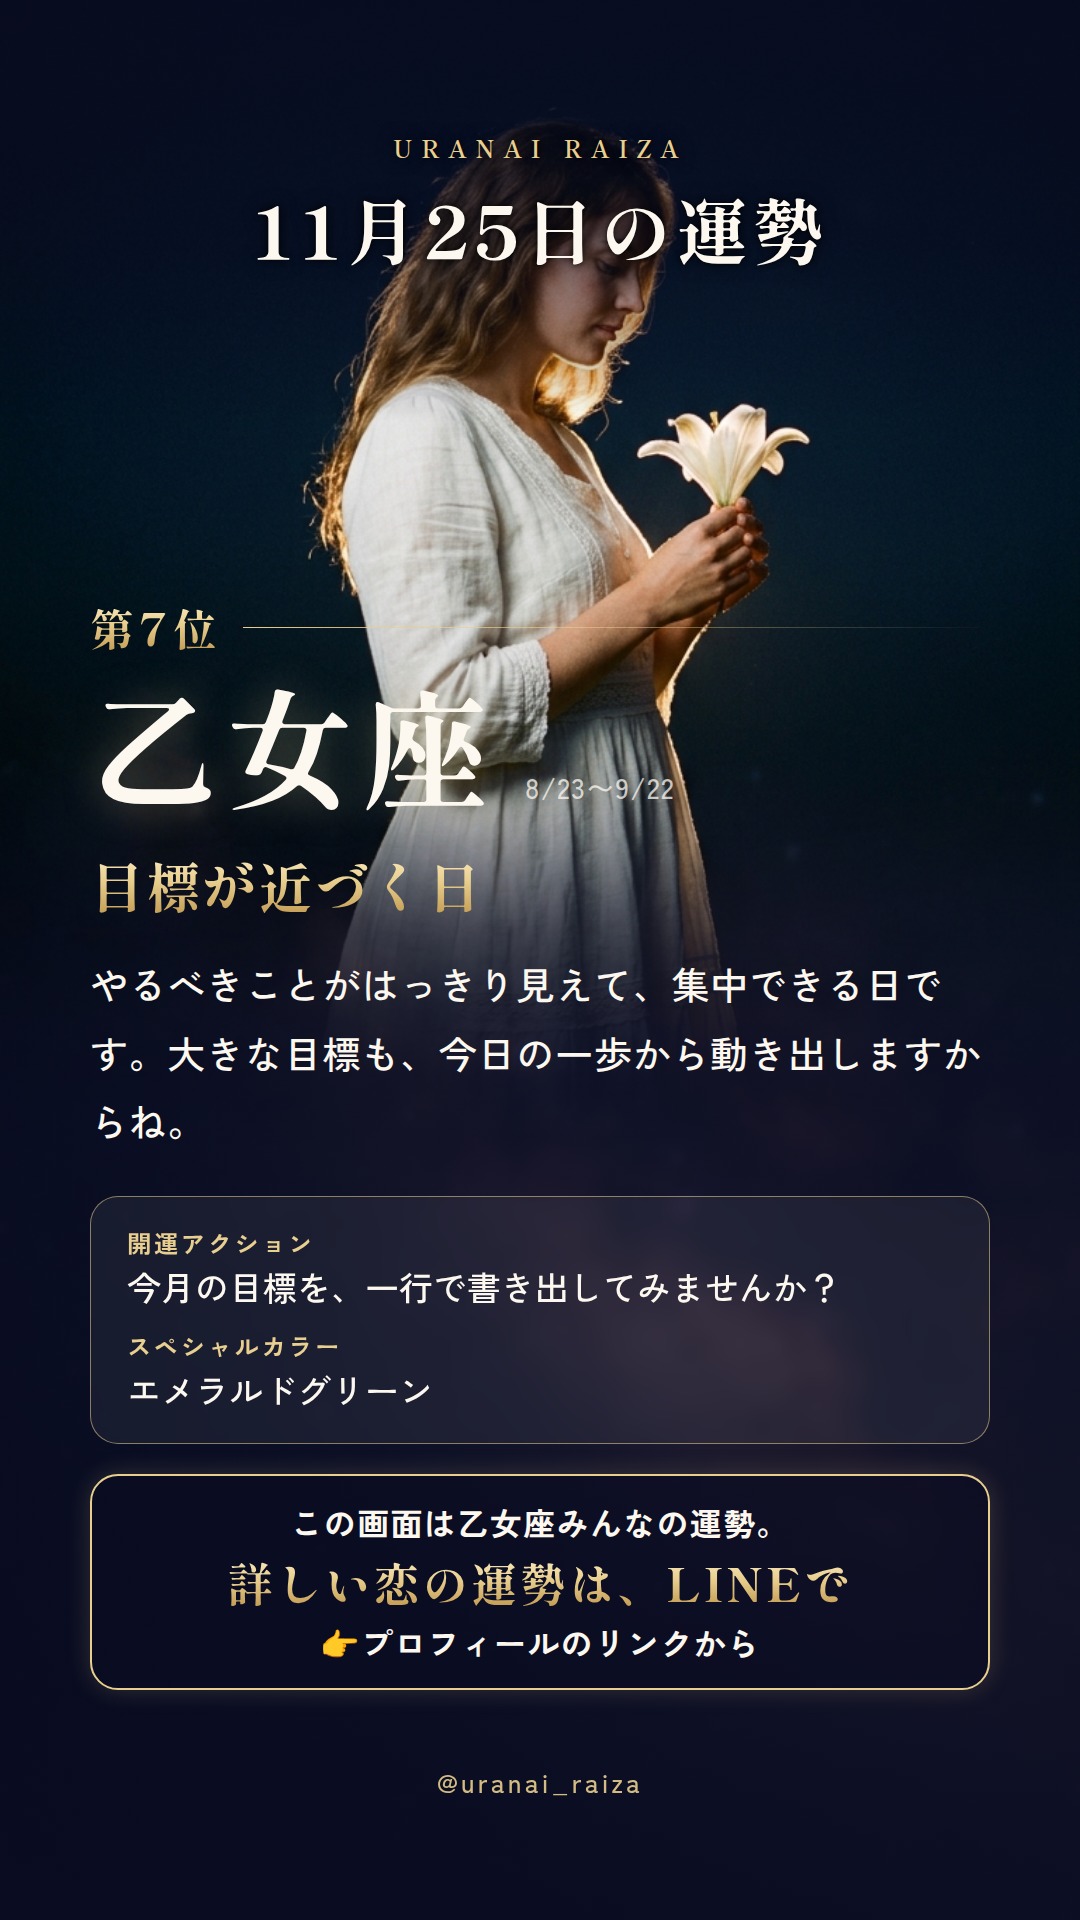 URANAI RAIZA
11月25日の運勢
第7位
乙女座 8/23〜9/22
目標が近づく日
やるべきことがはっきり見えて、集中できる日で
す。大きな目標も、今日の一歩から動き出しますか
らね。
開運アクション
今月の目標を、一行で書き出してみませんか？
スペシャルカラー
エメラルドグリーン
この画面は乙女座みんなの運勢。
詳しい恋の運勢は、LINEで
👉プロフィールのリンクから
@uranai_raiza